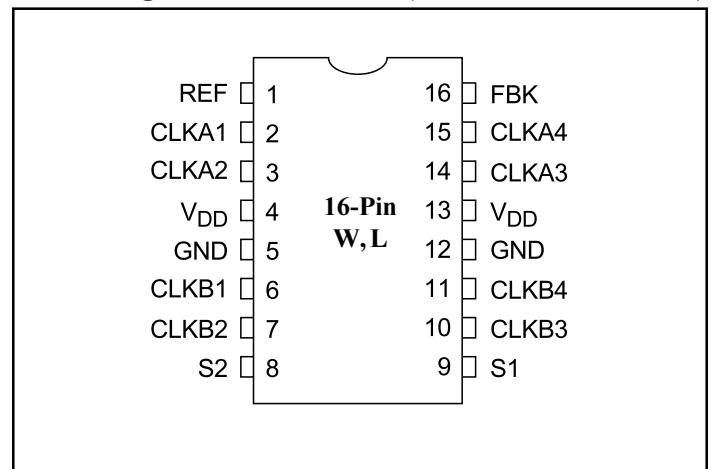 REF 1 16 FBK
CLKA1 2 15 CLKA4
CLKA2 3 14 CLKA3
VDD 4 16-Pin 13 VDD
GND 5 W, L 12 GND
CLKB1 6 11 CLKB4
CLKB2 7 10 CLKB3
S2 8 9 S1